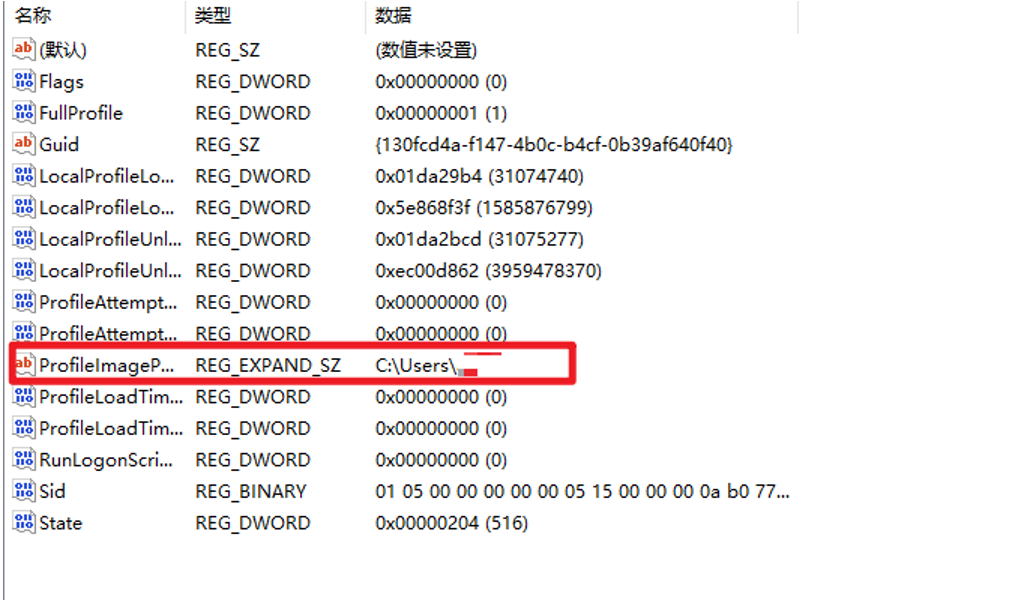 名称 类型 数据
(默认) REG_SZ (数值未设置)
Flags REG_DWORD 0x00000000 (0)
FullProfile REG_DWORD 0x00000001 (1)
Guid REG_SZ {130fcd4a-f147-4b0c-b4cf-0b39af640f40}
LocalProfileLo... REG_DWORD 0x01da29b4 (31074740)
LocalProfileLo... REG_DWORD 0x5e868f3f (1585876799)
LocalProfileUnl... REG_DWORD 0x01da2bcd (31075277)
LocalProfileUnl... REG_DWORD 0xec00d862 (3959478370)
ProfileAttempt... REG_DWORD 0x00000000 (0)
ProfileAttempt... REG_DWORD 0x00000000 (0)
ProfileImageP... REG_EXPAND_SZ C:\Users\
ProfileLoadTim... REG_DWORD 0x00000000 (0)
ProfileLoadTim... REG_DWORD 0x00000000 (0)
RunLogonScri... REG_DWORD 0x00000000 (0)
Sid REG_BINARY 01 05 00 00 00 00 00 05 15 00 00 00 0a b0 77...
State REG_DWORD 0x00000204 (516)